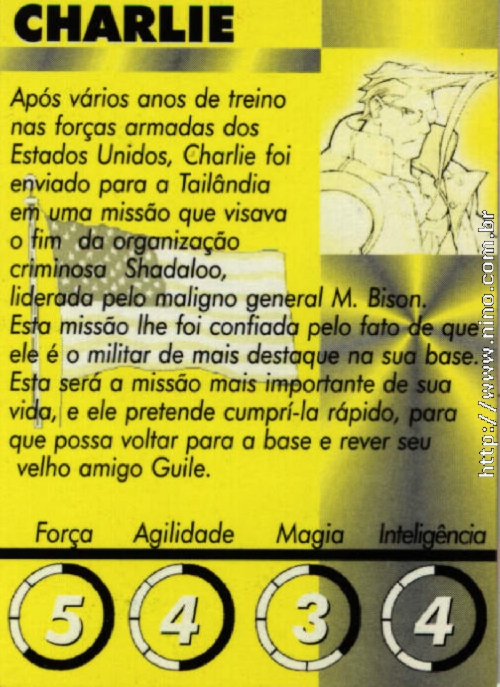 CHARLIE
Após vários anos de treino
nas forças armadas dos
Estados Unidos, Charlie foi
enviado para a Tailândia
em uma missão que visava
o fim da organização
criminosa Shadaloo,
liderada pelo maligno general M. Bison.
Esta missão lhe foi confiada pelo fato de que
ele é o militar de mais destaque na sua base.
Esta será a missão mais importante de sua
vida, e ele pretende cumprí-la rápido, para
que possa voltar para a base e rever seu
velho amigo Guile.
http://www.nino.com.br
Força Agilidade Magia Inteligência
5 4 3 4